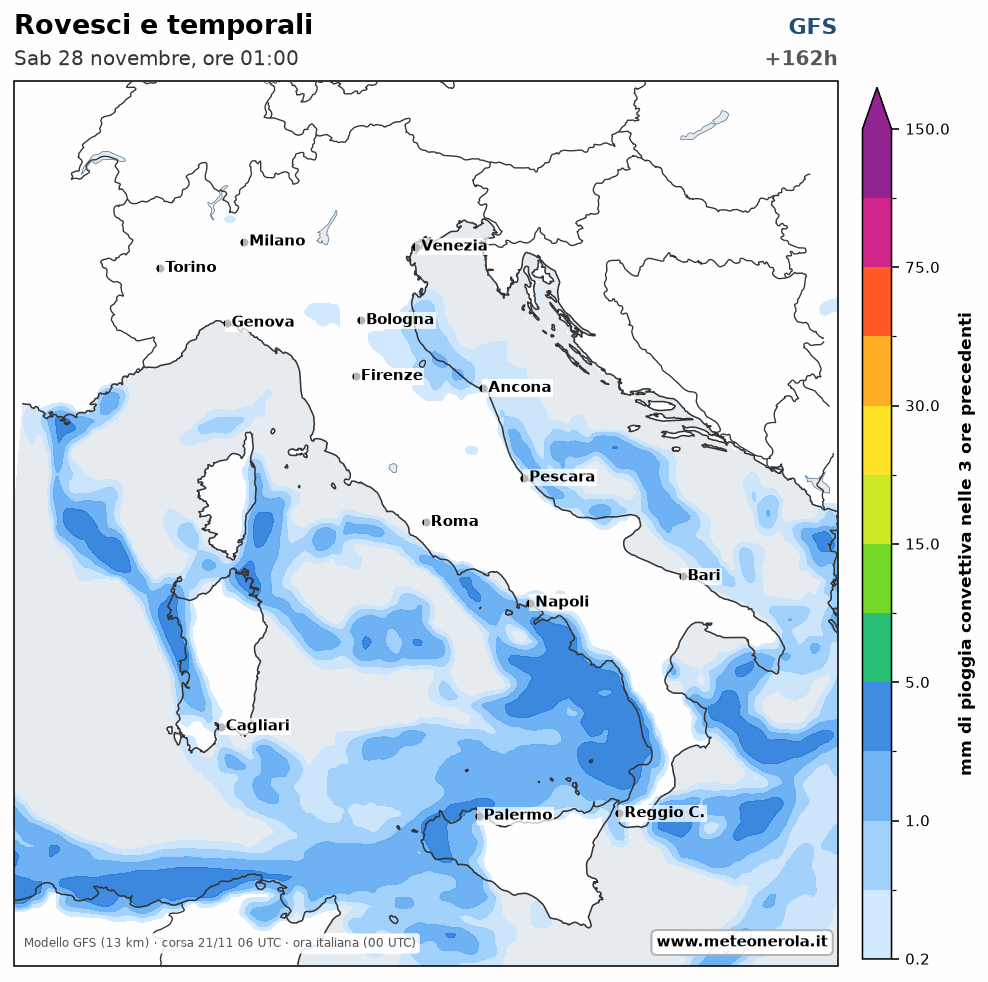 Rovesci e temporali
GFS
Sab 28 novembre, ore 01:00
+162h
150.0
75.0
30.0
15.0
5.0
1.0
0.2
mm di pioggia convettiva nelle 3 ore precedenti
Venezia
Milano
Torino
Bologna
Genova
Firenze
Ancona
Pescara
Roma
Bari
Napoli
Cagliari
Palermo
Reggio C.
Modello GFS (13 km) · corsa 21/11 06 UTC · ora italiana (00 UTC)
www.meteonerola.it